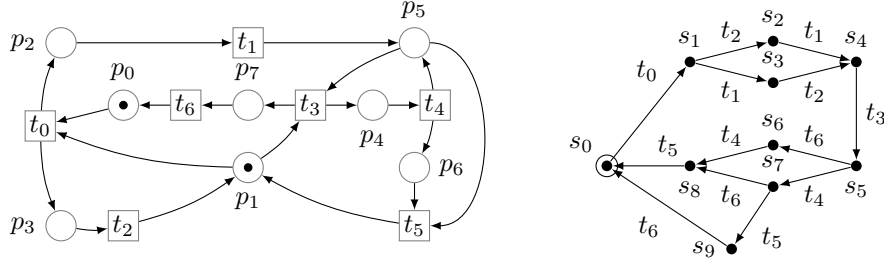 p2 t1 p5
p0 p7
t6 t3 p4 t4
t0
p1 p6
p3 t2 t5
s1 t2 s2 t1 s4
t0 t1 s3 t2
t3
s0 t5 t4 s6 t6
s8 t6 s7 t4 s5
t6 s9 t5